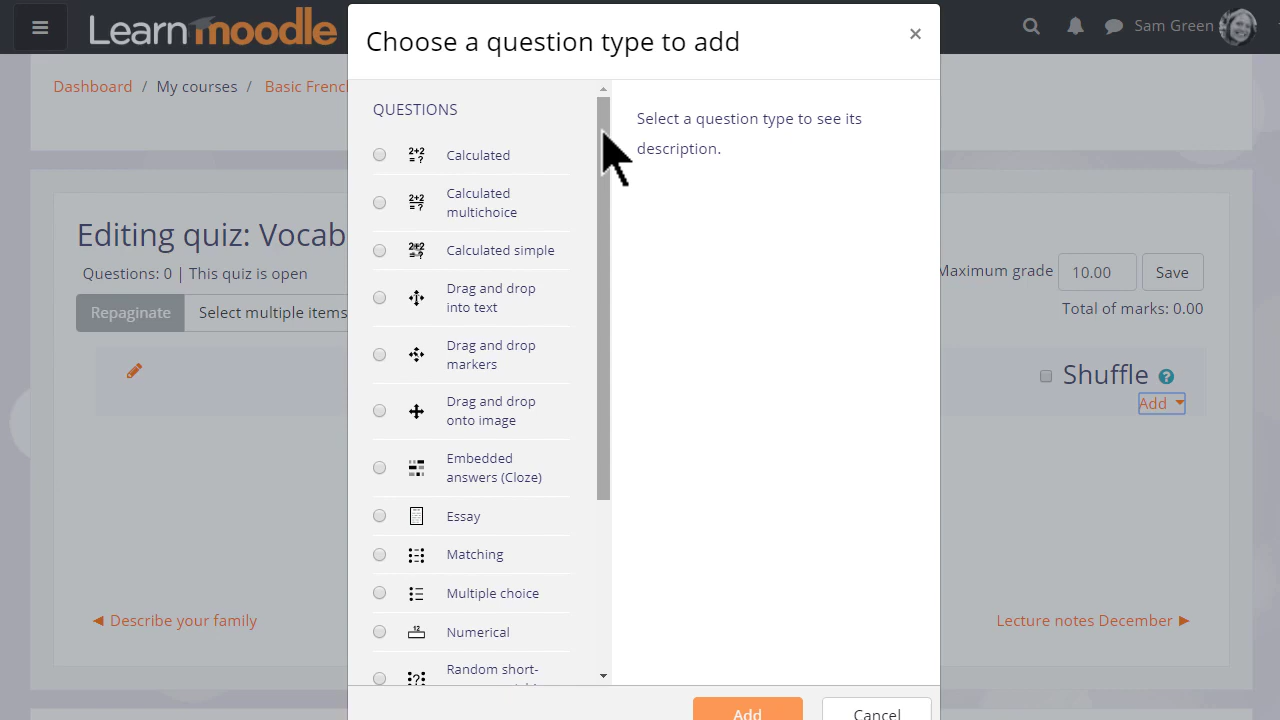 Learn moodle
Sam Green
Choose a question type to add
×
Dashboard / My courses / Basic French
QUESTIONS
Calculated
Calculated
multichoice
Calculated simple
Drag and drop
into text
Drag and drop
markers
Drag and drop
onto image
Embedded
answers (Cloze)
Essay
Matching
Multiple choice
Numerical
Random short-
Select a question type to see its
description.
Add
Cancel
Editing quiz: Vocab
Questions: 0 | This quiz is open
Repaginate
Select multiple items
Maximum grade 10.00 Save
Total of marks: 0.00
Shuffle
Add
◄ Describe your family
Lecture notes December ►